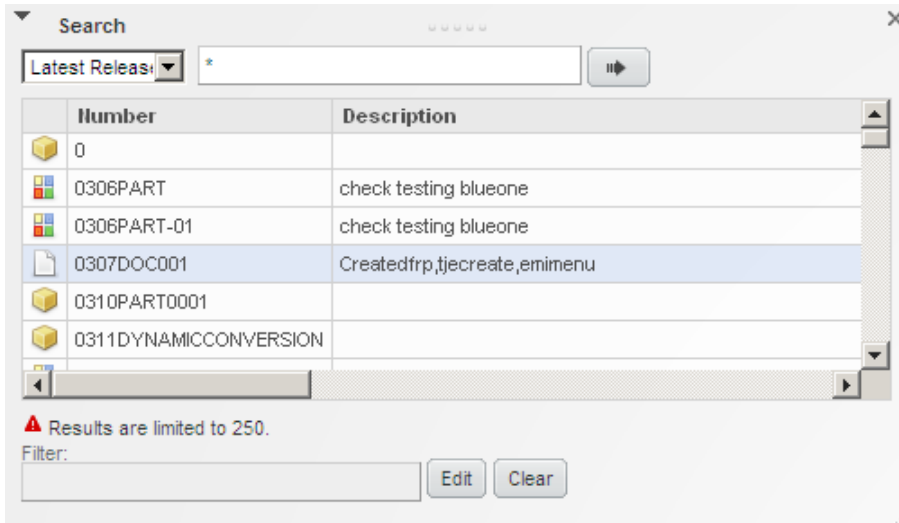 Search
Latest Release *
Number Description
0
0306PART check testing blueone
0306PART-01 check testing blueone
0307DOC001 Createdfrp,tjecreate,emimenu
0310PART0001
0311DYNAMICCONVERSION
Results are limited to 250.
Filter:
Edit Clear